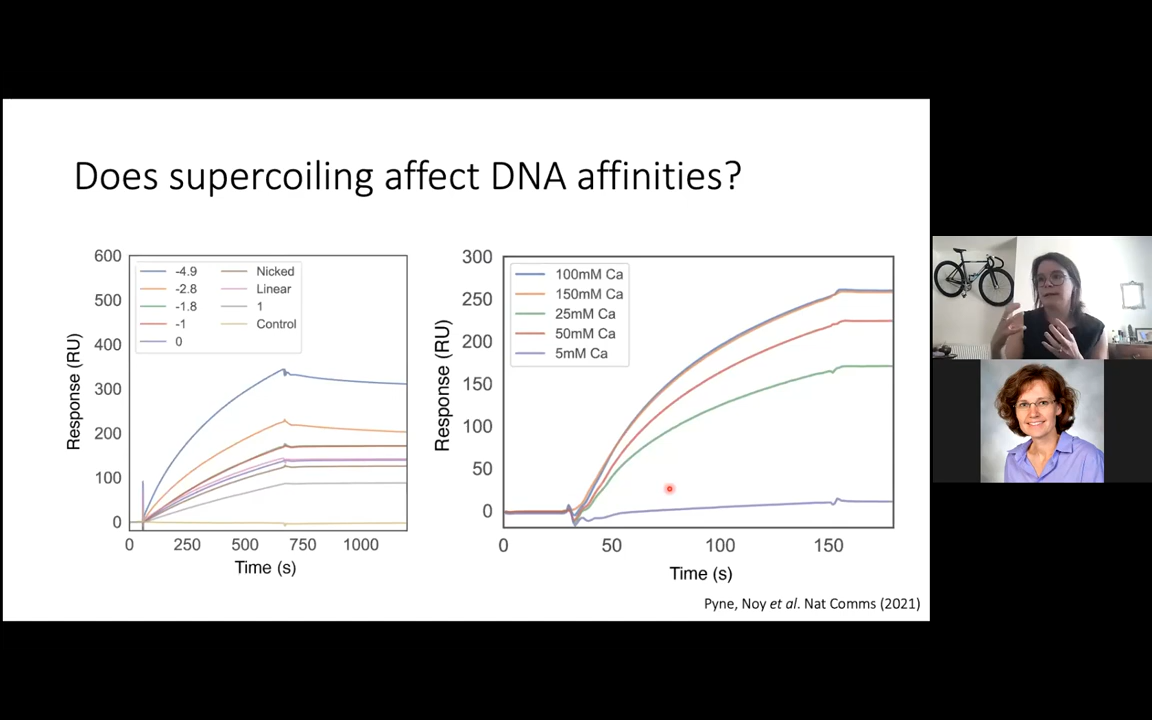 Does supercoiling affect DNA affinities?
600
500
400
300
200
100
0
Response (RU)
-4.9
-2.8
-1.8
-1
0
Nicked
Linear
1
Control
0
250
500
750
1000
Time (s)
300
250
200
150
100
50
0
Response (RU)
100mM Ca
150mM Ca
25mM Ca
50mM Ca
5mM Ca
0
50
100
150
Time (s)
Pyne, Noy et al. Nat Comms (2021)